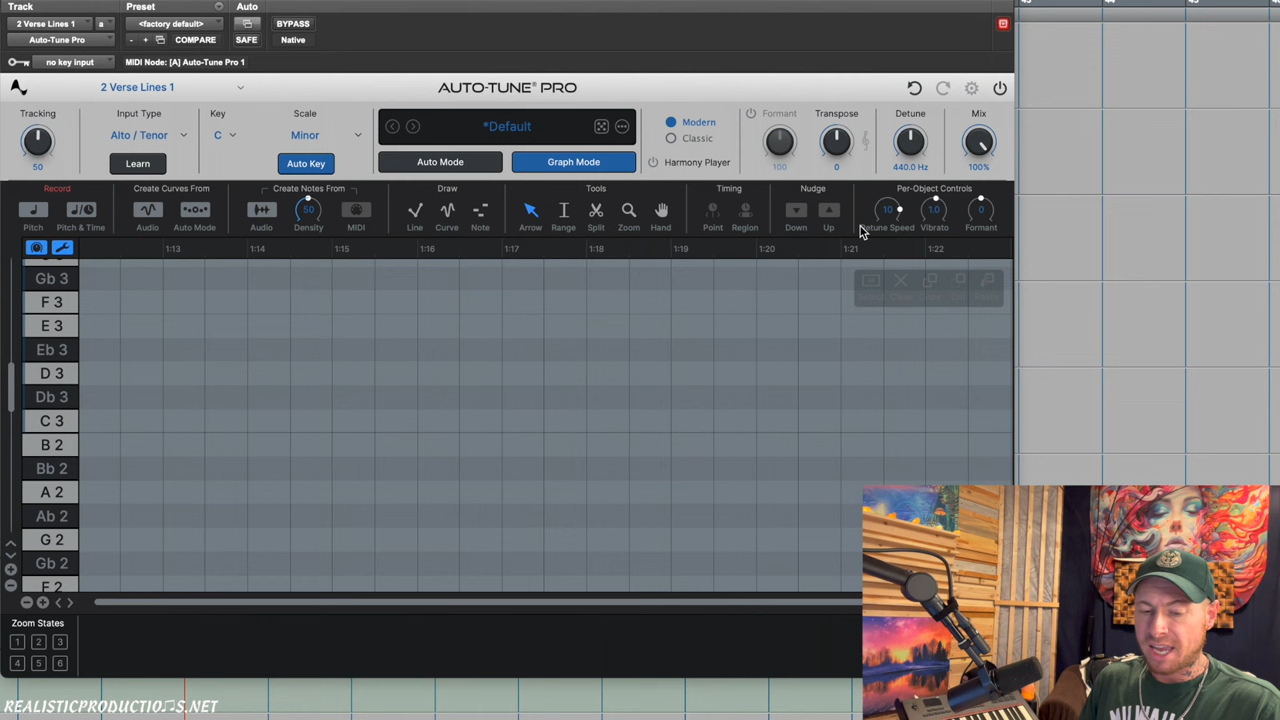 Track Preset Auto
2 Verse Lines 1 a <factory default> BYPASS
Auto-Tune Pro - + COMPARE SAFE Native
no key input MIDI Node: [A] Auto-Tune Pro 1
2 Verse Lines 1 AUTO-TUNE® PRO
Tracking Input Type Key Scale Formant Transpose Detune Mix
Alto / Tenor C Minor *Default Modern
Classic
50 Learn Auto Key Auto Mode Graph Mode Harmony Player 100 0 440.0 Hz 100%
Record Create Curves From Create Notes From Draw Tools Timing Nudge Per-Object Controls
50 10 1.0 0
Pitch Pitch & Time Audio Auto Mode Audio Density MIDI Line Curve Note Arrow Range Split Zoom Hand Point Region Down Up Retune Speed Vibrato Formant
1:13 1:14 1:15 1:16 1:17 1:18 1:19 1:20 1:21 1:22
Gb 3
F 3
E 3
Eb 3
D 3
Db 3
C 3
B 2
Bb 2
A 2
Ab 2
G 2
Gb 2
F 2
Zoom States
1 2 3
4 5 6
REALISTICPRODUCTIONS.NET